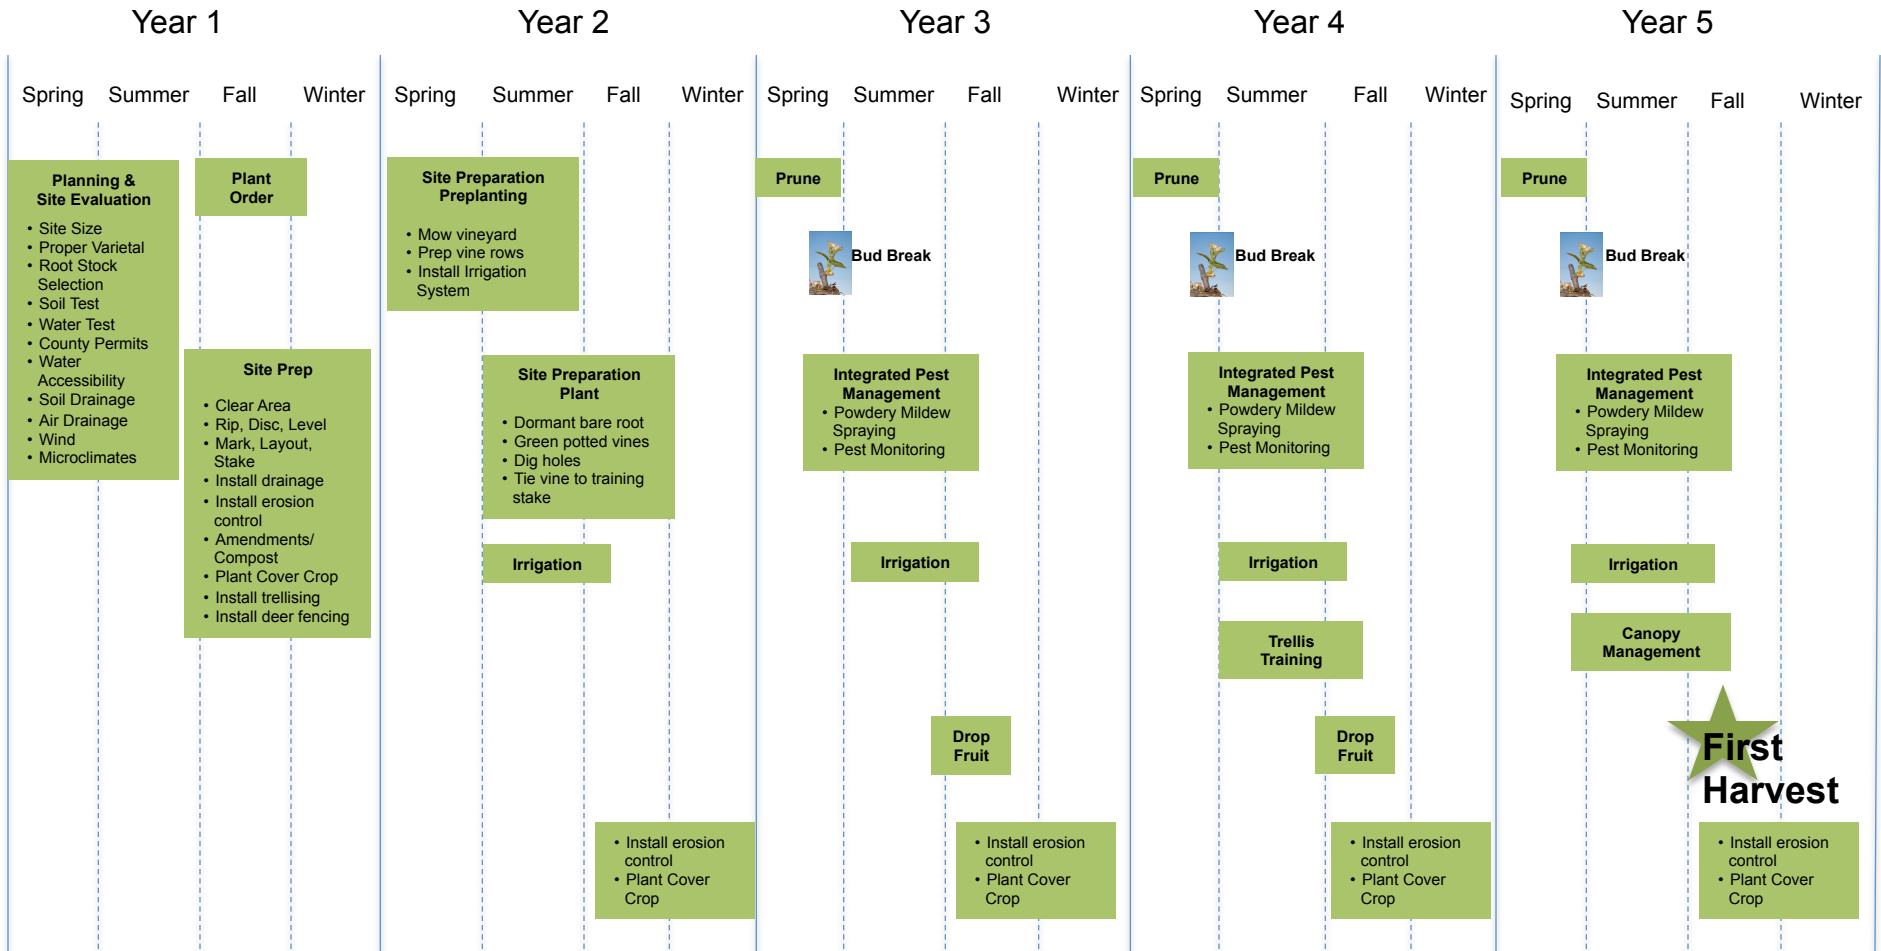 Year 1
Year 2
Year 3
Year 4
Year 5
Spring
Summer
Fall
Winter
Spring
Summer
Fall
Winter
Spring
Summer
Fall
Winter
Spring
Summer
Fall
Winter
Spring
Summer
Fall
Winter
Planning &
Site Evaluation
• Site Size
• Proper Varietal
• Root Stock
Selection
• Soil Test
• Water Test
• County Permits
• Water
Accessibility
• Soil Drainage
• Air Drainage
• Wind
• Microclimates
Plant
Order
Site Prep
• Clear Area
• Rip, Disc, Level
• Mark, Layout,
Stake
• Install drainage
• Install erosion
control
• Amendments/
Compost
• Plant Cover Crop
• Install trellising
• Install deer fencing
Site Preparation
Preplanting
• Mow vineyard
• Prep vine rows
• Install Irrigation
System
Site Preparation
Plant
• Dormant bare root
• Green potted vines
• Dig holes
• Tie vine to training
stake
Irrigation
• Install erosion
control
• Plant Cover
Crop
Prune
Bud Break
Integrated Pest
Management
• Powdery Mildew
Spraying
• Pest Monitoring
Irrigation
Drop
Fruit
• Install erosion
control
• Plant Cover
Crop
Prune
Bud Break
Integrated Pest
Management
• Powdery Mildew
Spraying
• Pest Monitoring
Irrigation
Trellis
Training
Drop
Fruit
• Install erosion
control
• Plant Cover
Crop
Prune
Bud Break
Integrated Pest
Management
• Powdery Mildew
Spraying
• Pest Monitoring
Irrigation
Canopy
Management
First
Harvest
• Install erosion
control
• Plant Cover
Crop